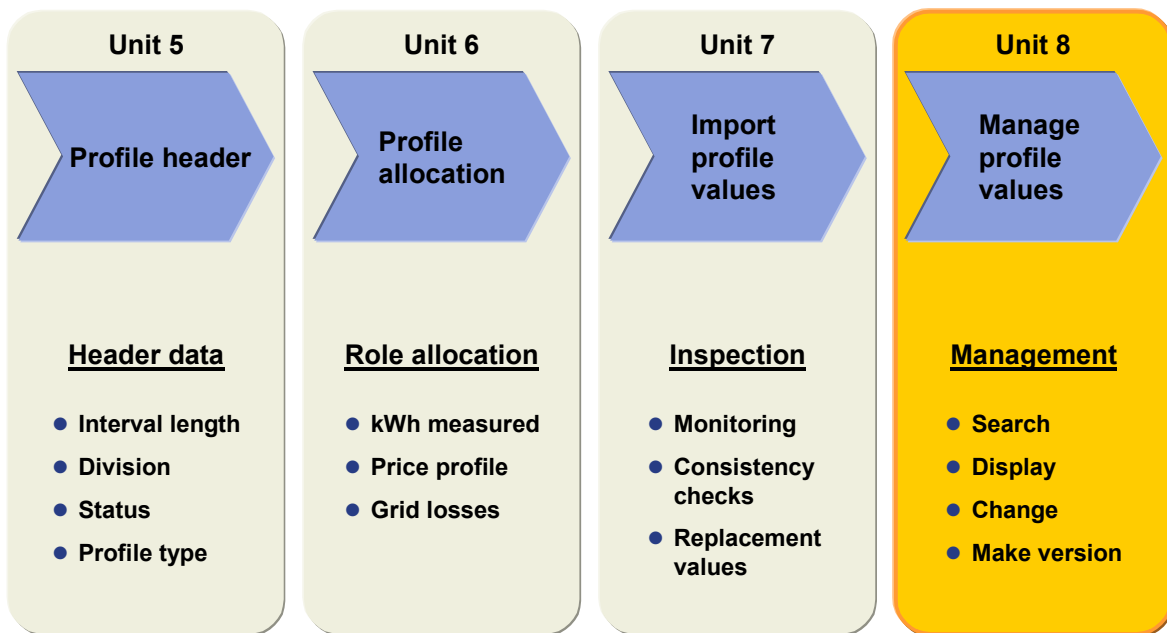 Unit 5
Profile header
Header data
Interval length
Division
Status
Profile type
Unit 6
Profile
allocation
Role allocation
kWh measured
Price profile
Grid losses
Unit 7
Import
profile
values
Inspection
Monitoring
Consistency
checks
Replacement
values
Unit 8
Manage
profile
values
Management
Search
Display
Change
Make version